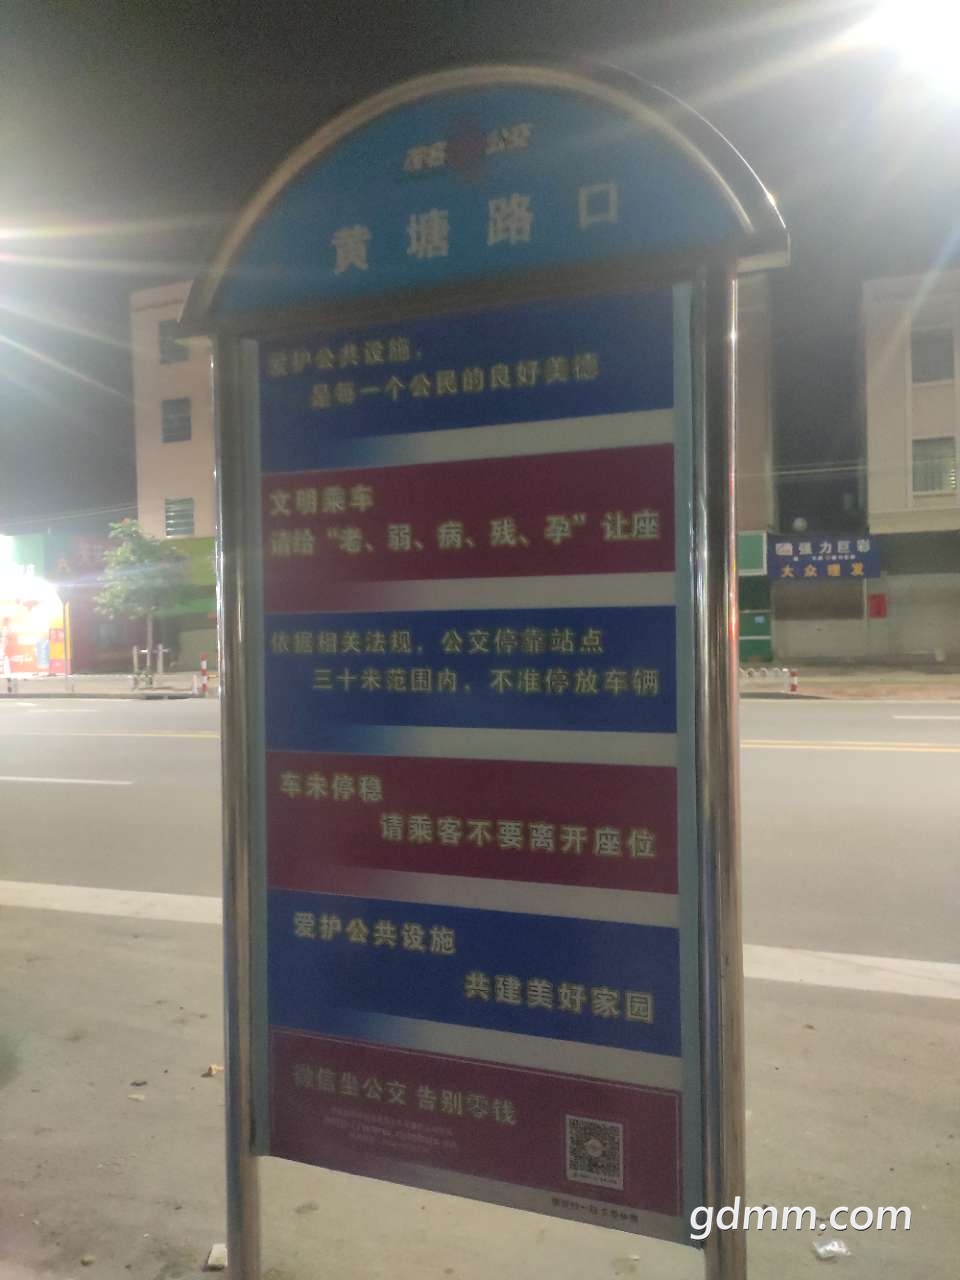 公交
黄塘路口
爱护公共设施，
是每一个公民的良好美德
文明乘车
请给“老、弱、病、残、孕”让座
依据相关法规，公交停靠站点
三十米范围内，不准停放车辆
车未停稳
请乘客不要离开座位
爱护公共设施
共建美好家园
微信坐公交 告别零钱
强力巨彩
大众理发
gdmm.com